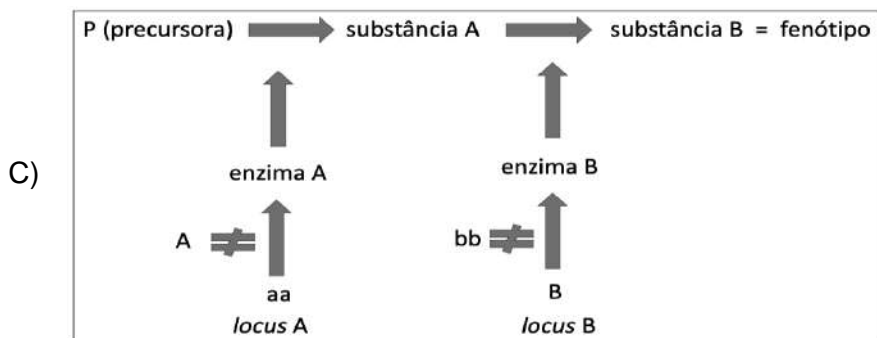 P (precursora) substância A substância B = fenótipo
C)
enzima A enzima B
A bb
aa B
locus A locus B